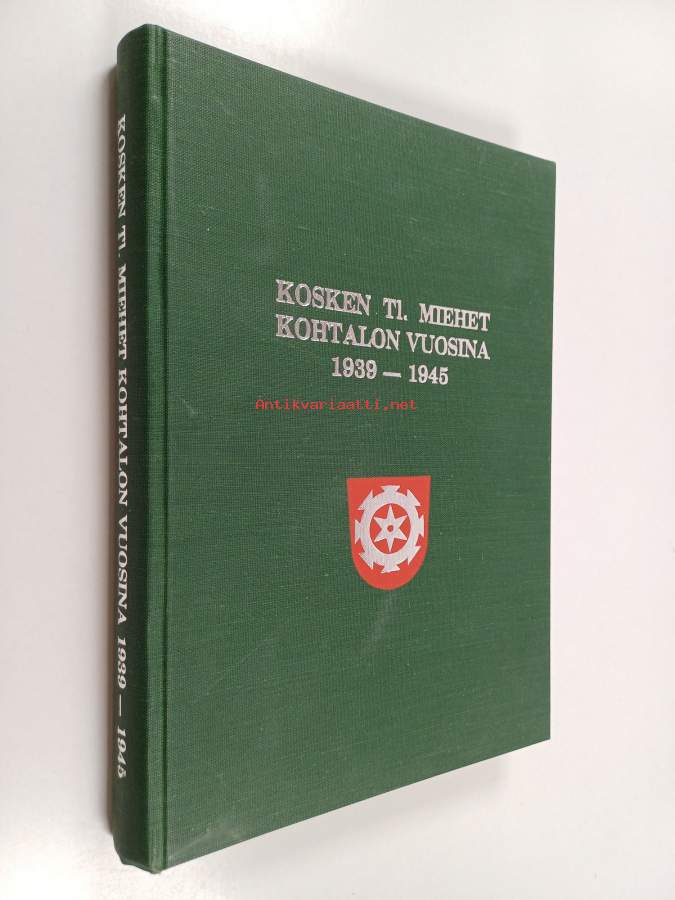 KOSKEN Tl. MIEHET KOHTALON VUOSINA 1939 — 1945
KOSKEN Tl. MIEHET
KOHTALON VUOSINA
1939 — 1945
Antikvariaatti.net